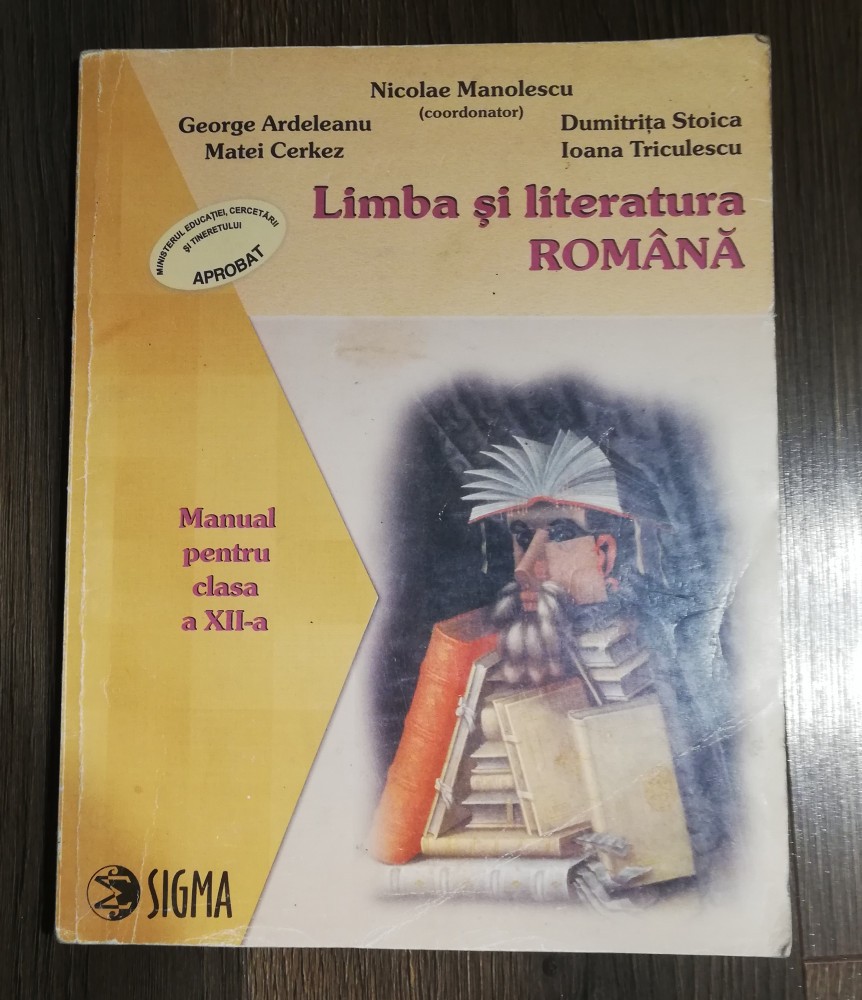 Nicolae Manolescu
(coordonator)
George Ardeleanu
Matei Cerkez
Dumitrița Stoica
Ioana Triculescu
Limba și literatura
ROMÂNĂ
MINISTERUL EDUCAȚIEI, CERCETĂRII
ȘI TINERETULUI
APROBAT
Manual
pentru
clasa
a XII-a
SIGMA